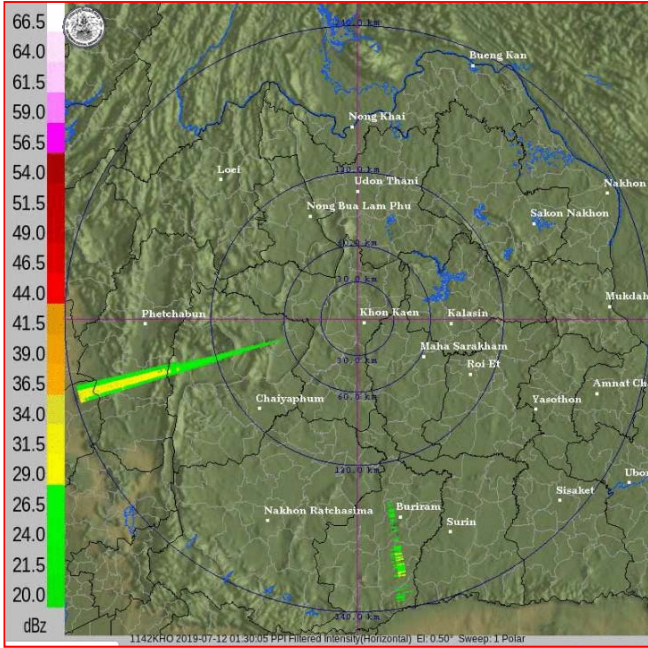 66.5
64.0
61.5
59.0
56.5
54.0
51.5
49.0
46.5
44.0
41.5
39.0
36.5
34.0
31.5
29.0
26.5
24.0
21.5
20.0
dBz
Bueng Kan
Nong Khai
Loei
Udon Thani
Nakhon
Nong Bua Lam Phu
Sakon Nakhon
Mukdah
Phetchabun
Khon Kaen
Kalasin
Maha Sarakham
Roi Et
Amnat Ch
Chaiyaphum
Yasothon
120.0 km
Ubon
Sisaket
Nakhon Ratchasima
Buriram
Surin
1142KHO 2019-07-12 01:30:05 PPI Filtered Intensity(Horizontal) El: 0.50° Sweep: 1 Polar